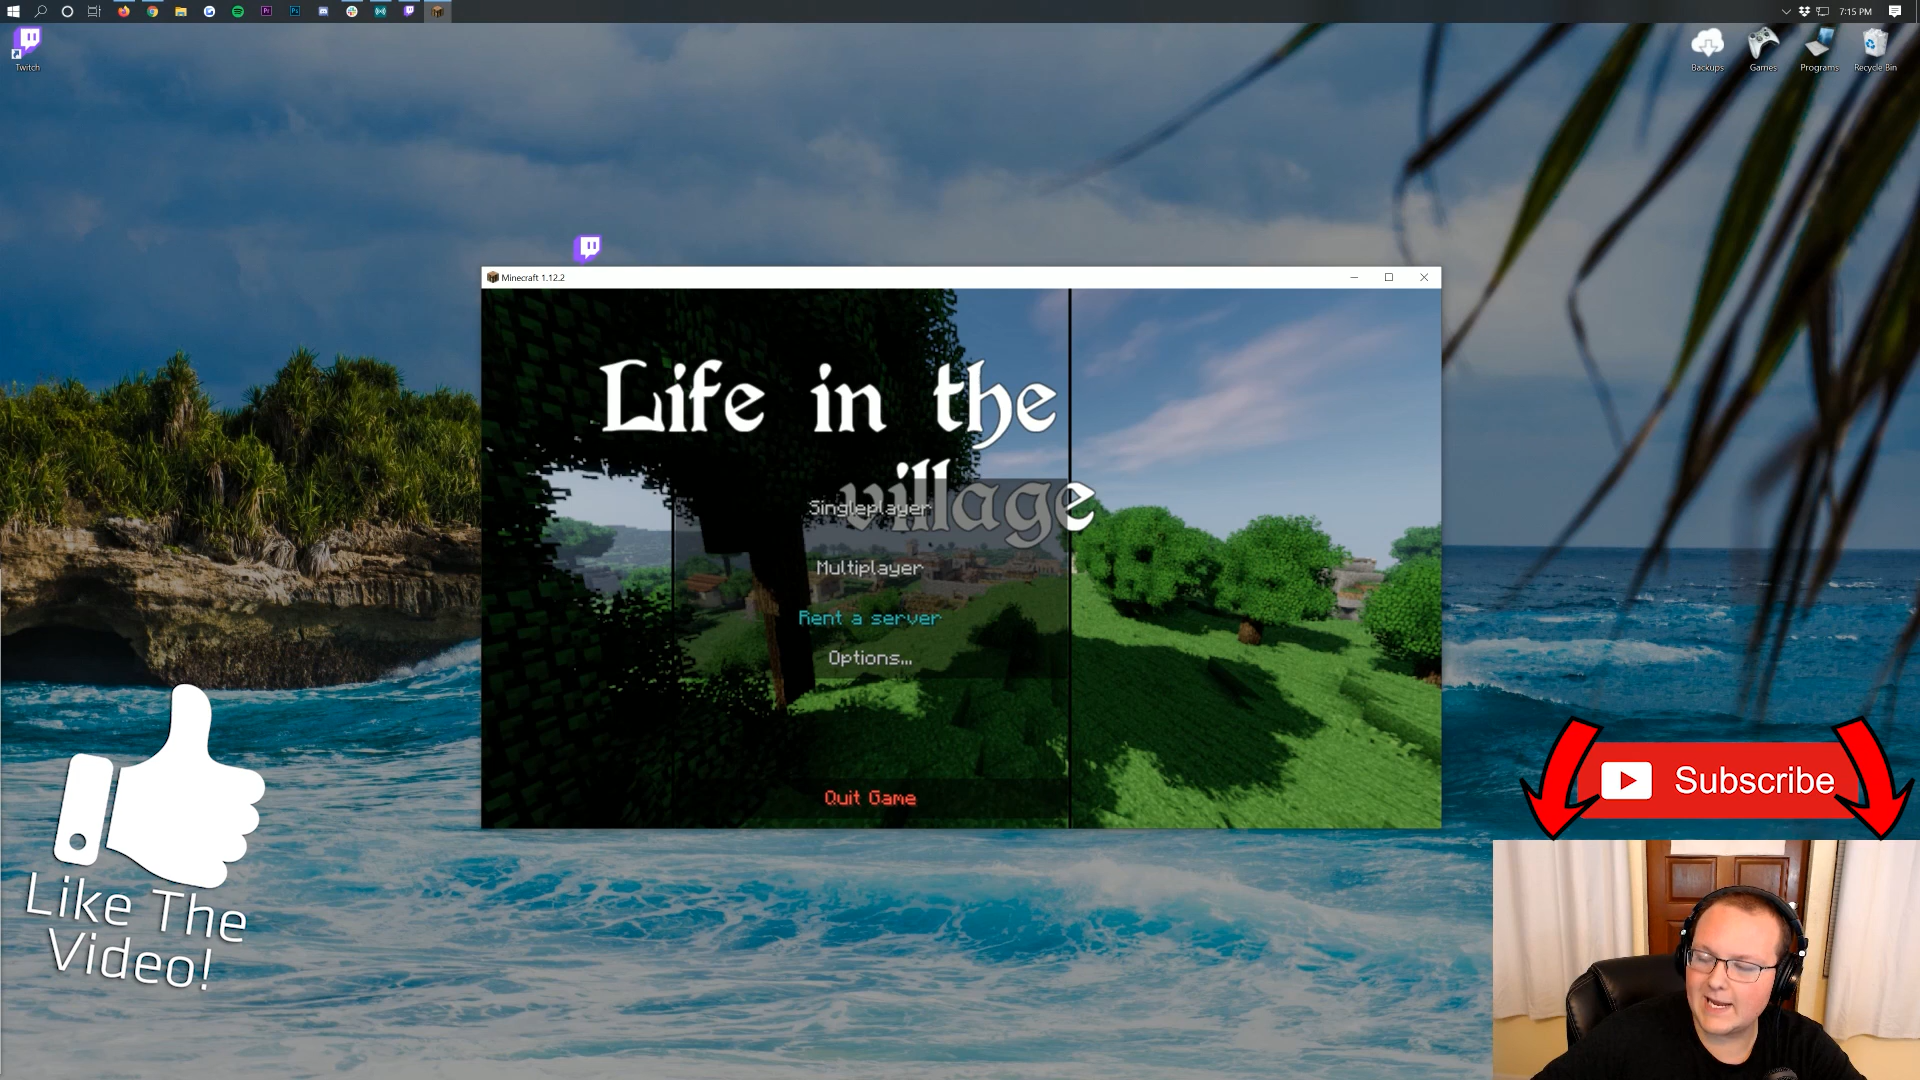 7:15 PM
Twitch
Backups
Games
Programs
Recycle Bin
Minecraft 1.12.2
Life in the
village
Singleplayer
Multiplayer
Rent a server
Options...
Quit Game
Subscribe
Like The
Video!